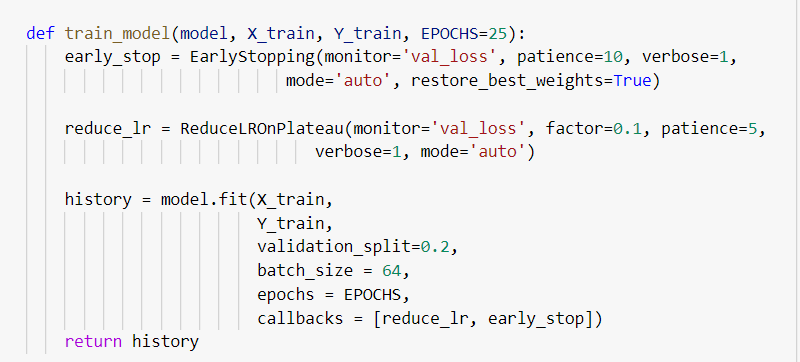 def train_model(model, X_train, Y_train, EPOCHS=25):
early_stop = EarlyStopping(monitor='val_loss', patience=10, verbose=1,
mode='auto', restore_best_weights=True)
reduce_lr = ReduceLROnPlateau(monitor='val_loss', factor=0.1, patience=5,
verbose=1, mode='auto')
history = model.fit(X_train,
Y_train,
validation_split=0.2,
batch_size = 64,
epochs = EPOCHS,
callbacks = [reduce_lr, early_stop])
return history